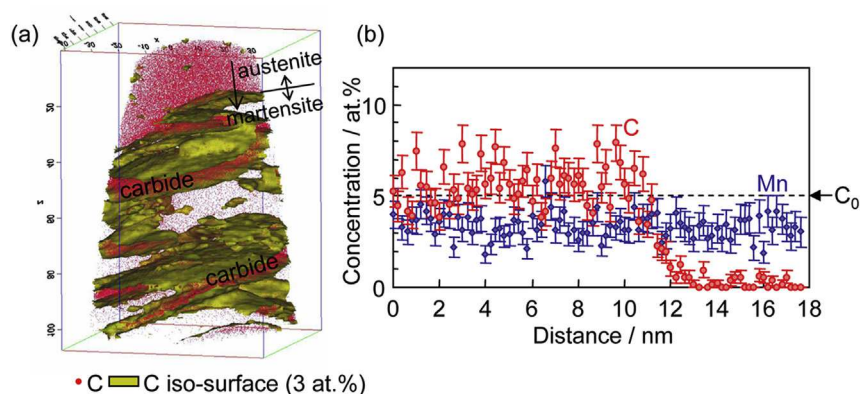 (a)
austenite
martensite
carbide
carbide
• C C iso-surface (3 at.%)
(b)
Concentration / at.%
10
5
0
C
Mn
C₀
0 2 4 6 8 10 12 14 16 18
Distance / nm